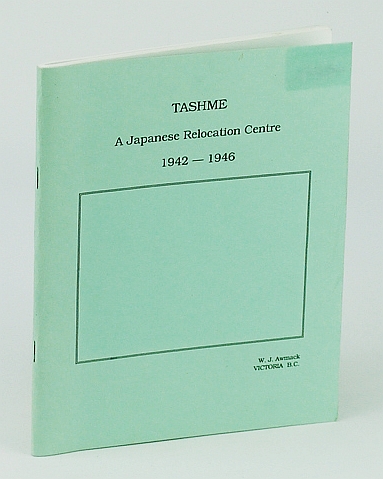 TASHME
A Japanese Relocation Centre
1942 — 1946
W. J. Awmack
VICTORIA B.C.